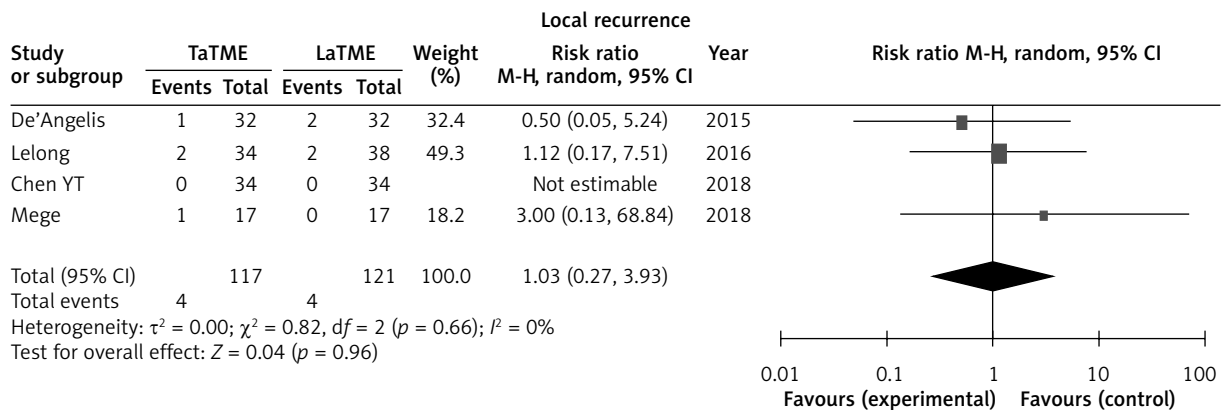 Local recurrence
Study or subgroup TaTME LaTME Weight (%) Risk ratio M-H, random, 95% CI Year Risk ratio M-H, random, 95% CI
Events Total Events Total
De’Angelis 1 32 2 32 32.4 0.50 (0.05, 5.24) 2015
Lelong 2 34 2 38 49.3 1.12 (0.17, 7.51) 2016
Chen YT 0 34 0 34 Not estimable 2018
Mege 1 17 0 17 18.2 3.00 (0.13, 68.84) 2018
Total (95% CI) 117 121 100.0 1.03 (0.27, 3.93)
Total events 4 4
Heterogeneity: τ² = 0.00; χ² = 0.82, df = 2 (p = 0.66); I² = 0%
Test for overall effect: Z = 0.04 (p = 0.96)
0.01 0.1 1 10 100
Favours (experimental) Favours (control)